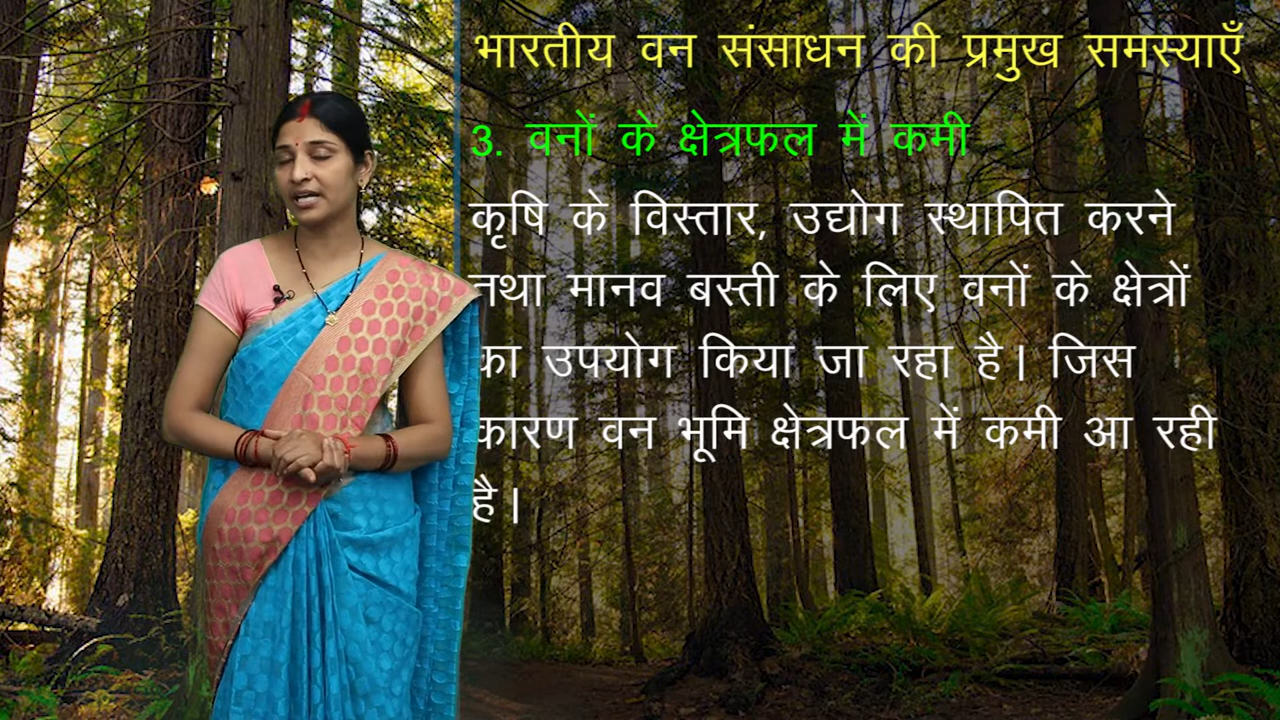 भारतीय वन संसाधन की प्रमुख समस्याएँ
3. वनों के क्षेत्रफल में कमी
कृषि के विस्तार, उद्योग स्थापित करने
तथा मानव बस्ती के लिए वनों के क्षेत्रों
का उपयोग किया जा रहा है। जिस
कारण वन भूमि क्षेत्रफल में कमी आ रही
है।